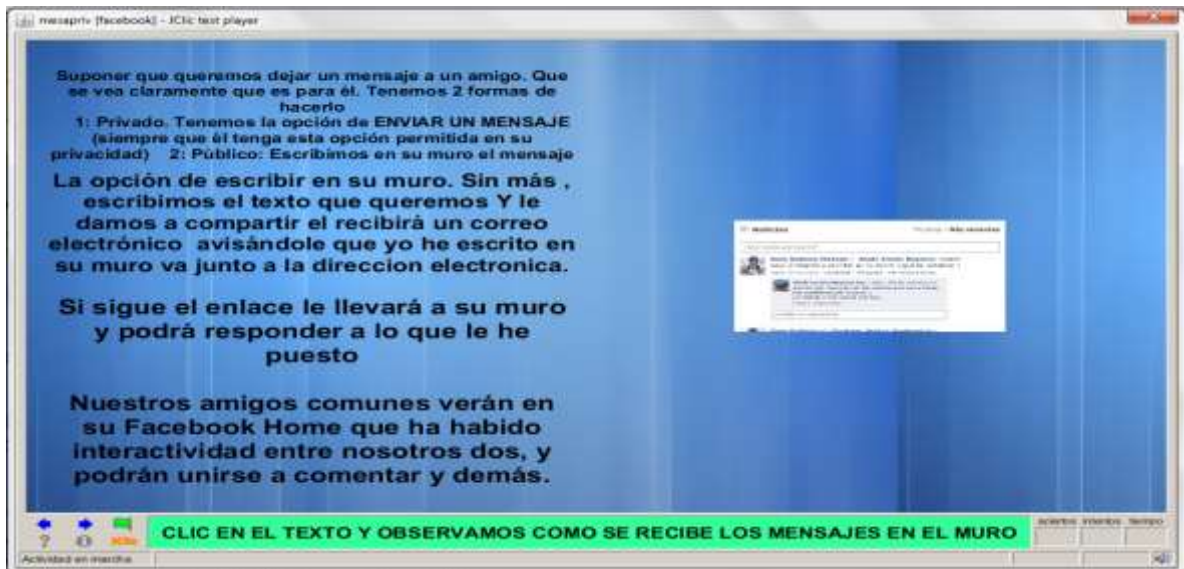 mesapriv [facebook] - JClic test player
Suponer que queremos dejar un mensaje a un amigo. Que
se vea claramente que es para él. Tenemos 2 formas de
hacerlo
1: Privado. Tenemos la opción de ENVIAR UN MENSAJE
(siempre que él tenga esta opción permitida en su
privacidad) 2: Público: Escribimos en su muro el mensaje
La opción de escribir en su muro. Sin más ,
escribimos el texto que queremos Y le
damos a compartir el recibirá un correo
electrónico avisándole que yo he escrito en
su muro va junto a la direccion electronica.
Si sigue el enlace le llevará a su muro
y podrá responder a lo que le he
puesto
Nuestros amigos comunes verán en
su Facebook Home que ha habido
interactividad entre nosotros dos, y
podrán unirse a comentar y demás.
Noticias
Más recientes
CLIC EN EL TEXTO Y OBSERVAMOS COMO SE RECIBE LOS MENSAJES EN EL MURO
aciertos intentos tiempo
JClic
Actividad en marcha